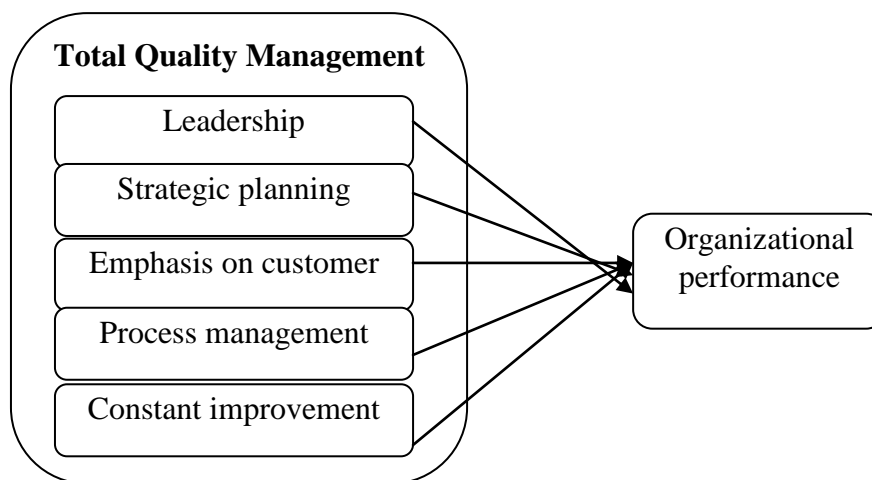 Total Quality Management
Leadership
Strategic planning
Emphasis on customer
Process management
Constant improvement
Organizational
performance